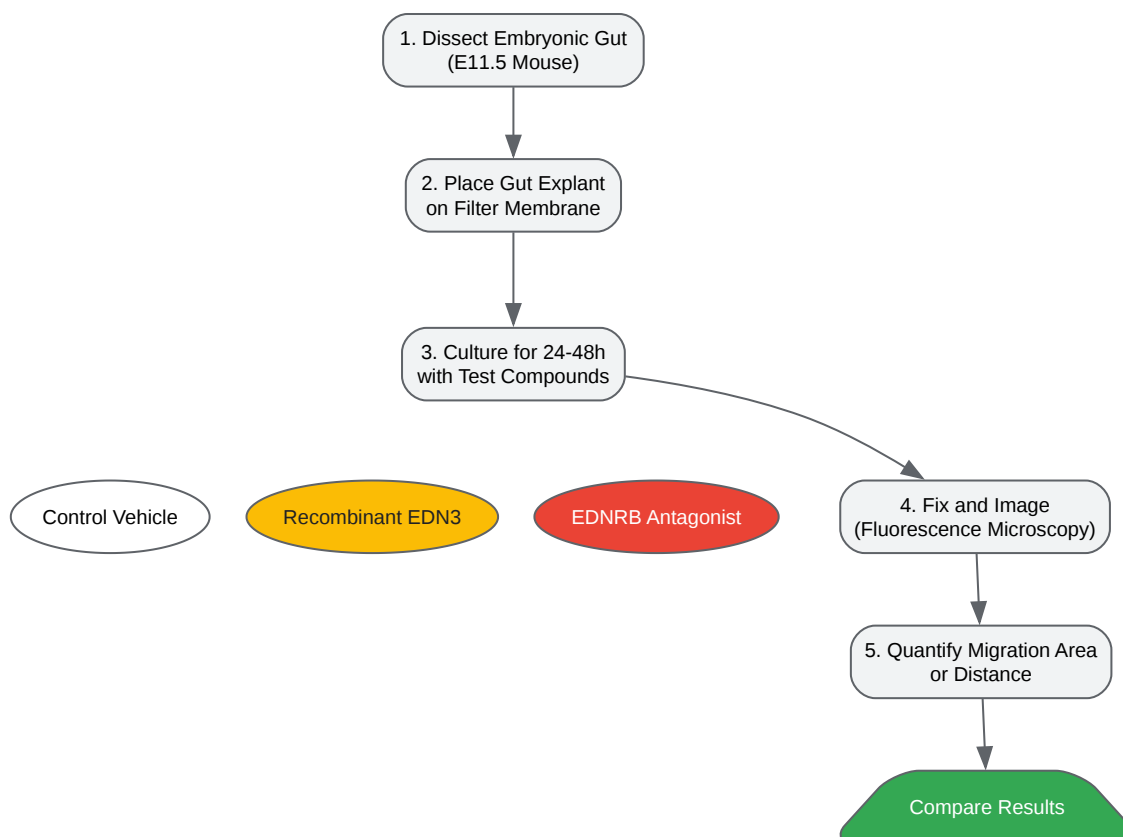 1. Dissect Embryonic Gut
(E11.5 Mouse)
2. Place Gut Explant
on Filter Membrane
3. Culture for 24-48h
with Test Compounds
Control Vehicle
Recombinant EDN3
EDNRB Antagonist
4. Fix and Image
(Fluorescence Microscopy)
5. Quantify Migration Area
or Distance
Compare Results